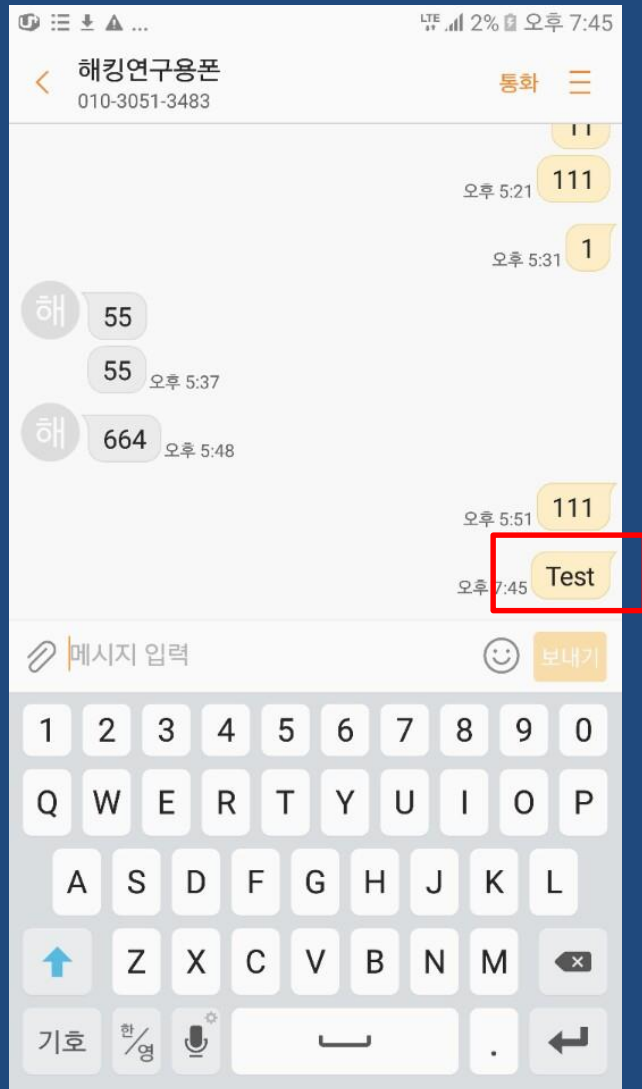 LTE 2% 오후 7:45
해킹연구용폰
010-3051-3483
통화
11
오후 5:21 111
오후 5:31 1
해 55
55 오후 5:37
해 664 오후 5:48
오후 5:51 111
오후 7:45 Test
메시지 입력 보내기
1 2 3 4 5 6 7 8 9 0
Q W E R T Y U I O P
A S D F G H J K L
Z X C V B N M
기호 한/영 .